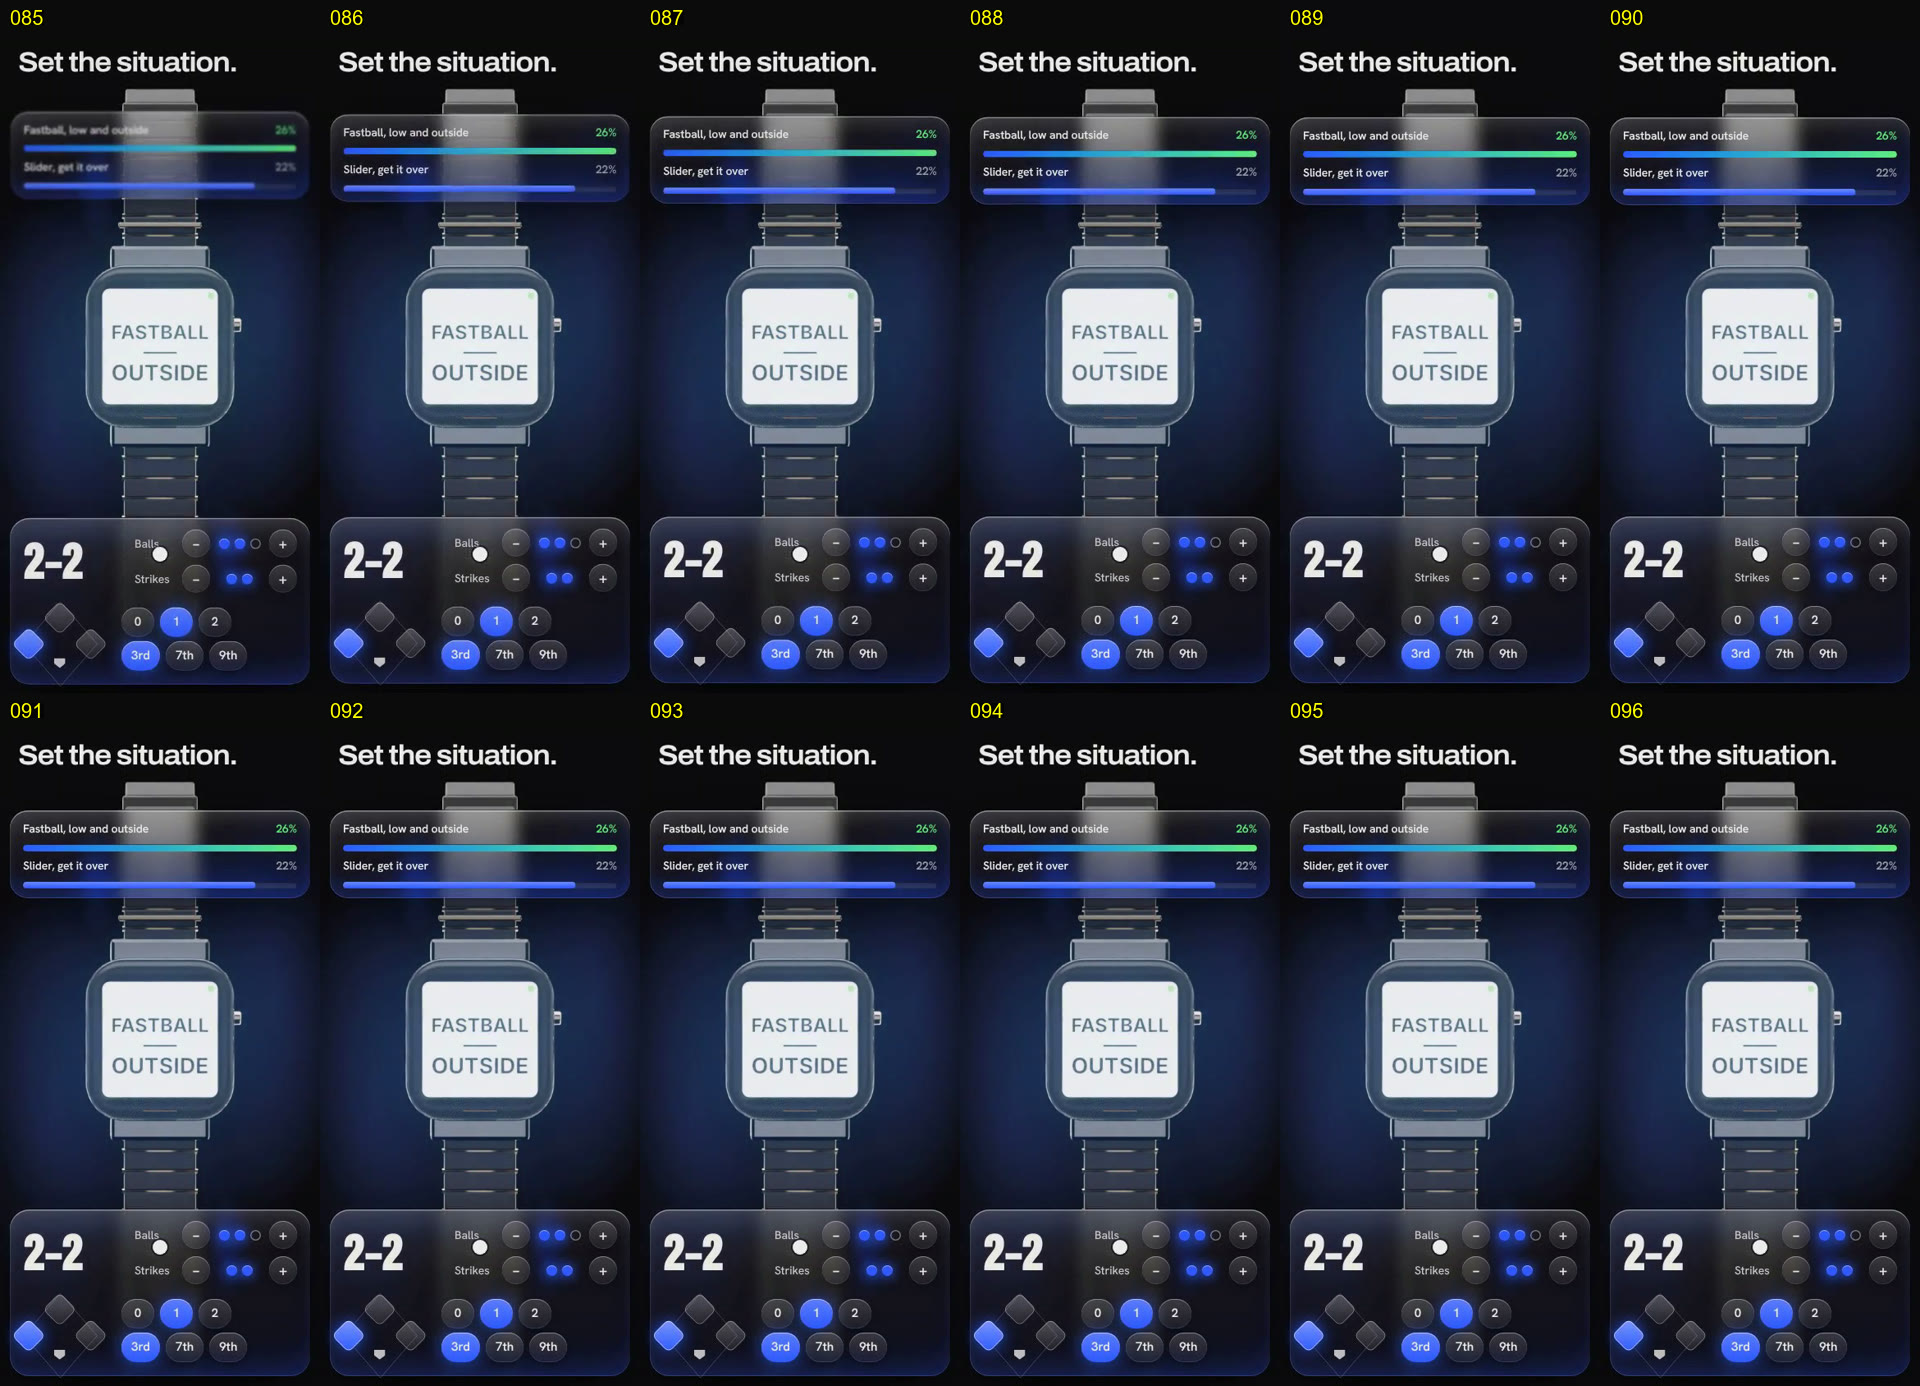 085
Set the situation.
Fastball, low and outside 26%
Slider, get it over 22%
FASTBALL
OUTSIDE
2-2
Balls − +
Strikes − +
0 1 2
3rd 7th 9th
086
Set the situation.
Fastball, low and outside 26%
Slider, get it over 22%
FASTBALL
OUTSIDE
2-2
Balls − +
Strikes − +
0 1 2
3rd 7th 9th
087
Set the situation.
Fastball, low and outside 26%
Slider, get it over 22%
FASTBALL
OUTSIDE
2-2
Balls − +
Strikes − +
0 1 2
3rd 7th 9th
088
Set the situation.
Fastball, low and outside 26%
Slider, get it over 22%
FASTBALL
OUTSIDE
2-2
Balls − +
Strikes − +
0 1 2
3rd 7th 9th
089
Set the situation.
Fastball, low and outside 26%
Slider, get it over 22%
FASTBALL
OUTSIDE
2-2
Balls − +
Strikes − +
0 1 2
3rd 7th 9th
090
Set the situation.
Fastball, low and outside 26%
Slider, get it over 22%
FASTBALL
OUTSIDE
2-2
Balls − +
Strikes − +
0 1 2
3rd 7th 9th
091
Set the situation.
Fastball, low and outside 26%
Slider, get it over 22%
FASTBALL
OUTSIDE
2-2
Balls − +
Strikes − +
0 1 2
3rd 7th 9th
092
Set the situation.
Fastball, low and outside 26%
Slider, get it over 22%
FASTBALL
OUTSIDE
2-2
Balls − +
Strikes − +
0 1 2
3rd 7th 9th
093
Set the situation.
Fastball, low and outside 26%
Slider, get it over 22%
FASTBALL
OUTSIDE
2-2
Balls − +
Strikes − +
0 1 2
3rd 7th 9th
094
Set the situation.
Fastball, low and outside 26%
Slider, get it over 22%
FASTBALL
OUTSIDE
2-2
Balls − +
Strikes − +
0 1 2
3rd 7th 9th
095
Set the situation.
Fastball, low and outside 26%
Slider, get it over 22%
FASTBALL
OUTSIDE
2-2
Balls − +
Strikes − +
0 1 2
3rd 7th 9th
096
Set the situation.
Fastball, low and outside 26%
Slider, get it over 22%
FASTBALL
OUTSIDE
2-2
Balls − +
Strikes − +
0 1 2
3rd 7th 9th